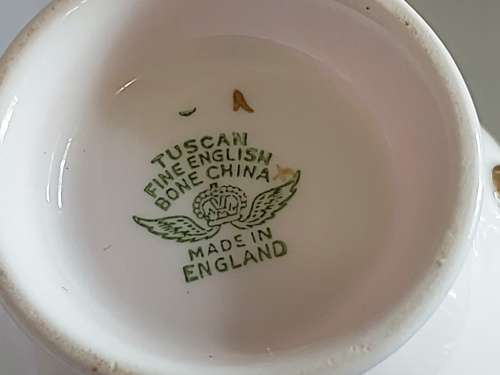 TUSCAN
FINE ENGLISH
BONE CHINA
MADE IN
ENGLAND